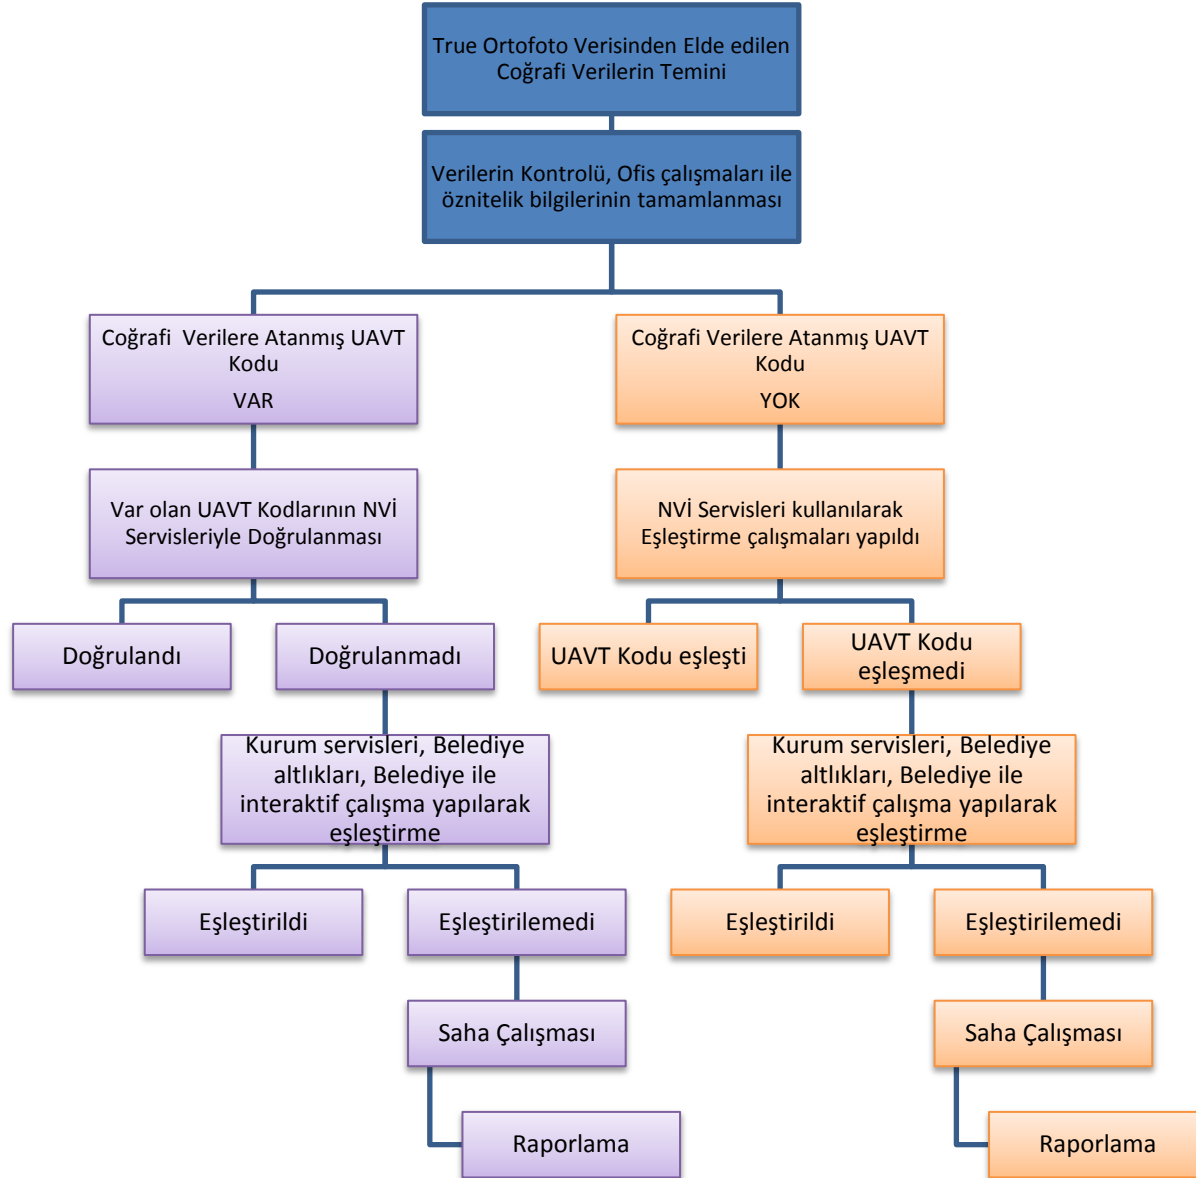 True Ortofoto Verisinden Elde edilen
Coğrafi Verilerin Temini
Verilerin Kontrolü, Ofis çalışmaları ile
öznitelik bilgilerinin tamamlanması
Coğrafi  Verilere Atanmış UAVT
Kodu
VAR
Coğrafi Verilere Atanmış UAVT
Kodu
YOK
Var olan UAVT Kodlarının NVİ
Servisleriyle Doğrulanması
NVİ Servisleri kullanılarak
Eşleştirme çalışmaları yapıldı
Doğrulandı
Doğrulanmadı
UAVT Kodu eşleşti
UAVT Kodu
eşleşmedi
Kurum servisleri, Belediye
altlıkları, Belediye ile
interaktif çalışma yapılarak
eşleştirme
Kurum servisleri, Belediye
altlıkları, Belediye ile
interaktif çalışma yapılarak
eşleştirme
Eşleştirildi
Eşleştirilemedi
Eşleştirildi
Eşleştirilemedi
Saha Çalışması
Saha Çalışması
Raporlama
Raporlama